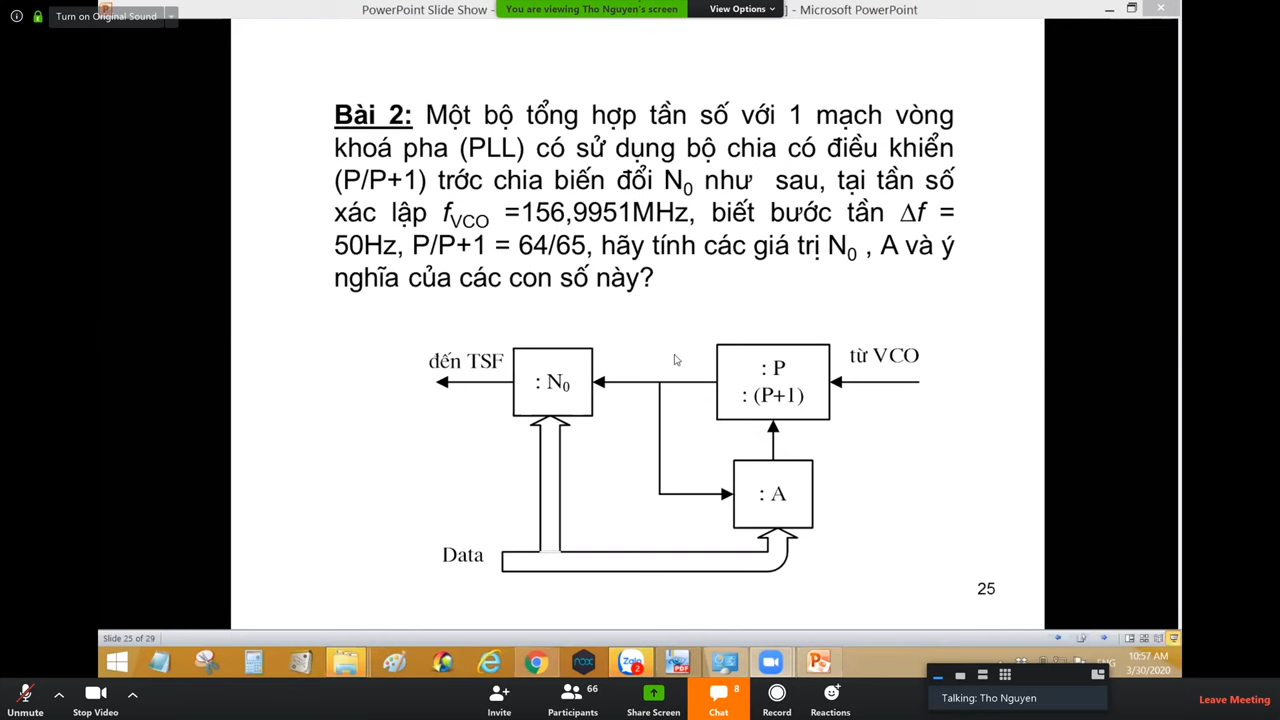 Turn on Original Sound
PowerPoint Slide Show -
You are viewing Tho Nguyen's screen
View Options
] - Microsoft PowerPoint
Bài 2: Một bộ tổng hợp tần số với 1 mạch vòng
khoá pha (PLL) có sử dụng bộ chia có điều khiển
(P/P+1) trớc chia biến đổi N0 như sau, tại tần số
xác lập fVCO =156,9951MHz, biết bước tần ∆f =
50Hz, P/P+1 = 64/65, hãy tính các giá trị N0 , A và ý
nghĩa của các con số này?
đến TSF
: N0
: P
: (P+1)
từ VCO
: A
Data
25
Slide 25 of 29
Zalo
2
nox
PDF
10:57 AM
3/30/2020
Talking: Tho Nguyen
Unmute
Stop Video
Invite
66
Participants
Share Screen
8
Chat
Record
Reactions
Leave Meeting